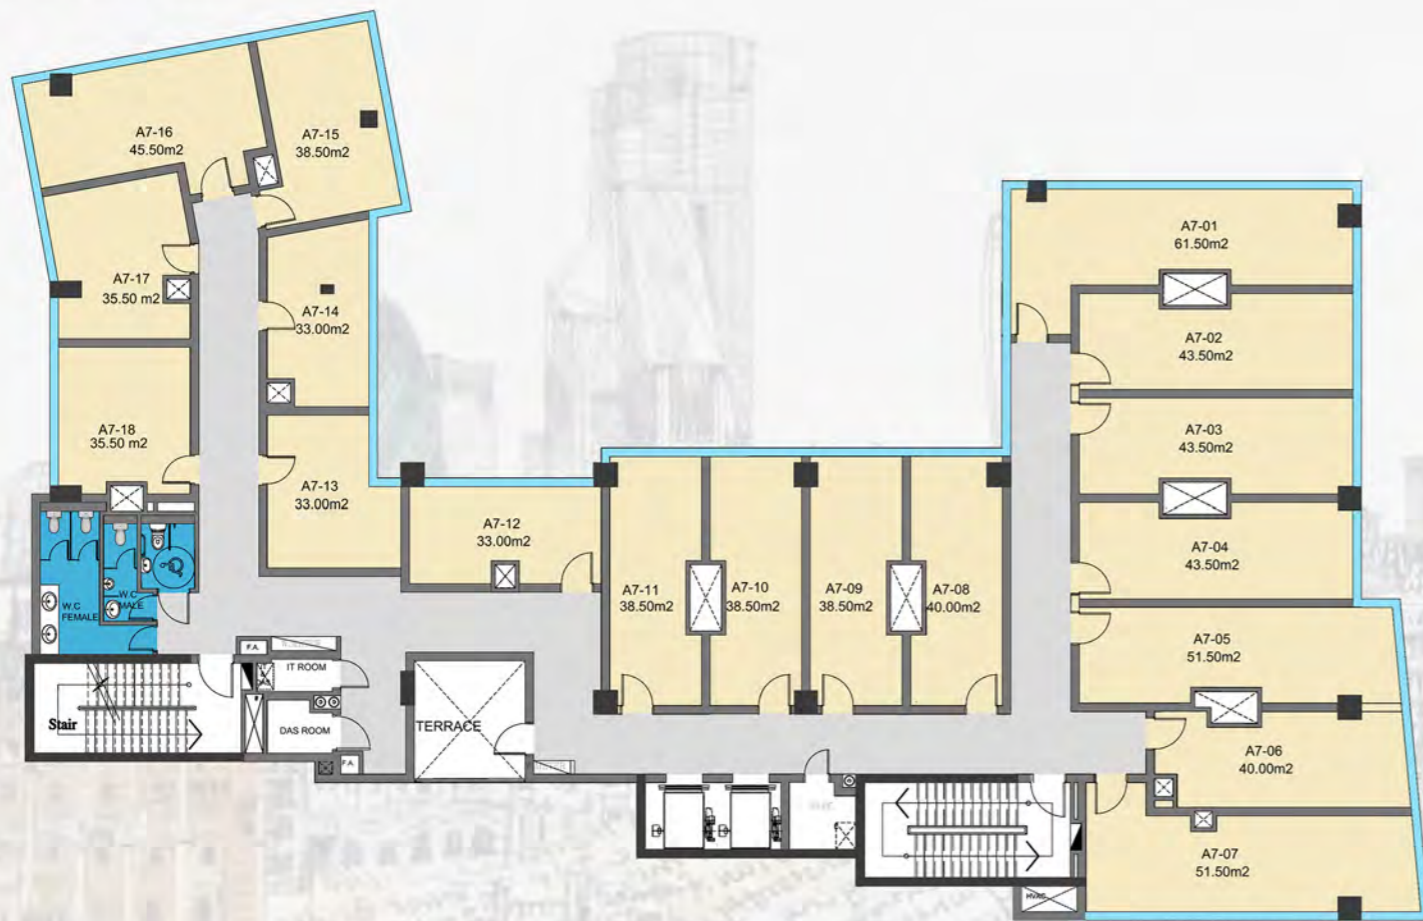 A7-16
45.50m2
A7-15
38.50m2
A7-17
35.50 m2
A7-14
33.00m2
A7-18
35.50 m2
A7-13
33.00m2
A7-12
33.00m2
A7-11
38.50m2
A7-10
38.50m2
A7-09
38.50m2
A7-08
40.00m2
A7-01
61.50m2
A7-02
43.50m2
A7-03
43.50m2
A7-04
43.50m2
A7-05
51.50m2
A7-06
40.00m2
A7-07
51.50m2
W.C
FEMALE
W.C
MALE
F.A.
IT ROOM
DAS ROOM
F.A.
Stair
TERRACE
HVAC